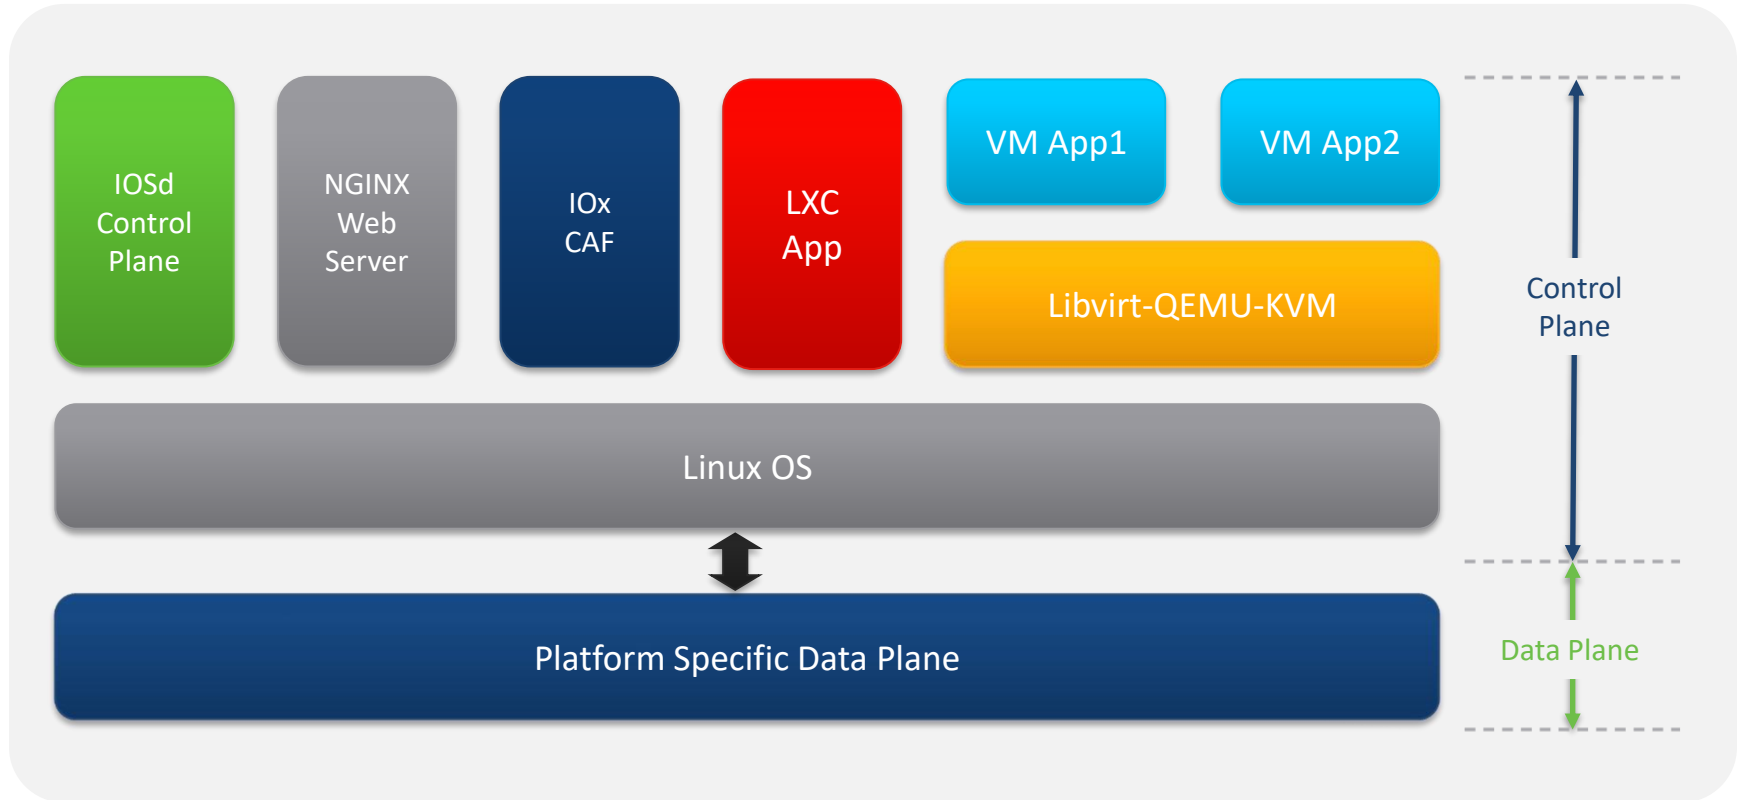 IOSd
Control
Plane
NGINX
Web
Server
IOx
CAF
LXC
App
VM App1
VM App2
Libvirt-QEMU-KVM
Control
Plane
Linux OS
Platform Specific Data Plane
Data Plane